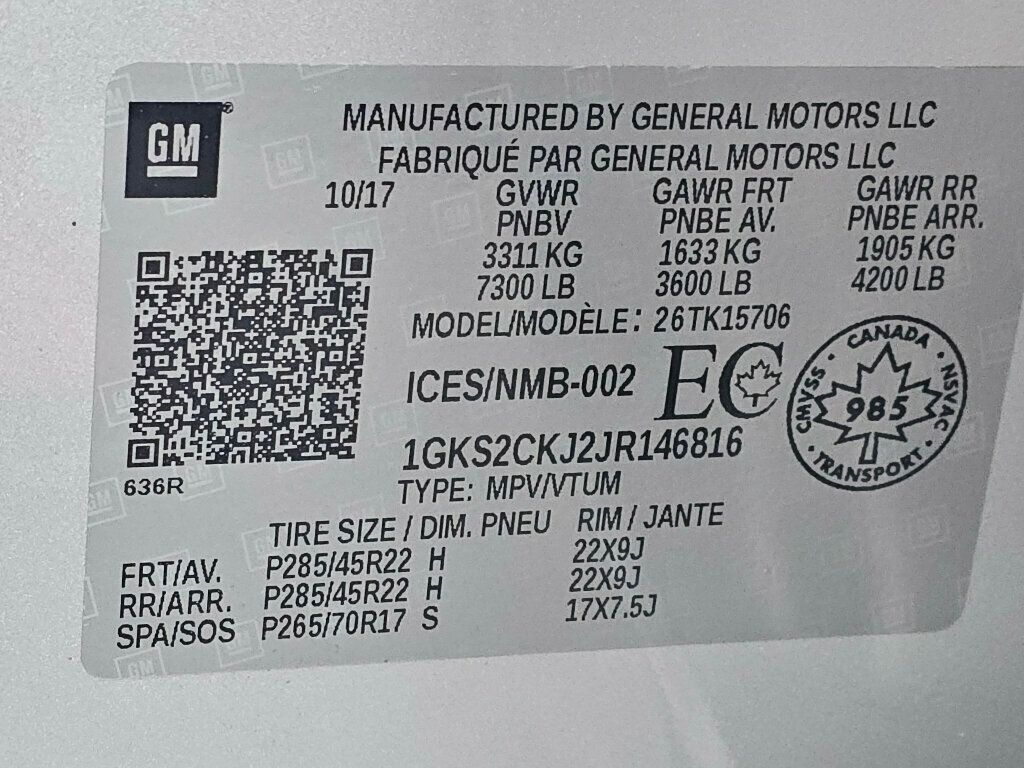 GM®
MANUFACTURED BY GENERAL MOTORS LLC
FABRIQUÉ PAR GENERAL MOTORS LLC
10/17 GVWR GAWR FRT GAWR RR
PNBV PNBE AV. PNBE ARR.
3311 KG 1633 KG 1905 KG
7300 LB 3600 LB 4200 LB
MODEL/MODÈLE: 26TK15706
ICES/NMB-002 EC
CANADA · NSVAC · TRANSPORT · CMVSS ·
985
1GKS2CKJ2JR146816
636R
TYPE: MPV/VTUM
TIRE SIZE / DIM. PNEU RIM / JANTE
FRT/AV. P285/45R22 H 22X9J
RR/ARR. P285/45R22 H 22X9J
SPA/SOS P265/70R17 S 17X7.5J